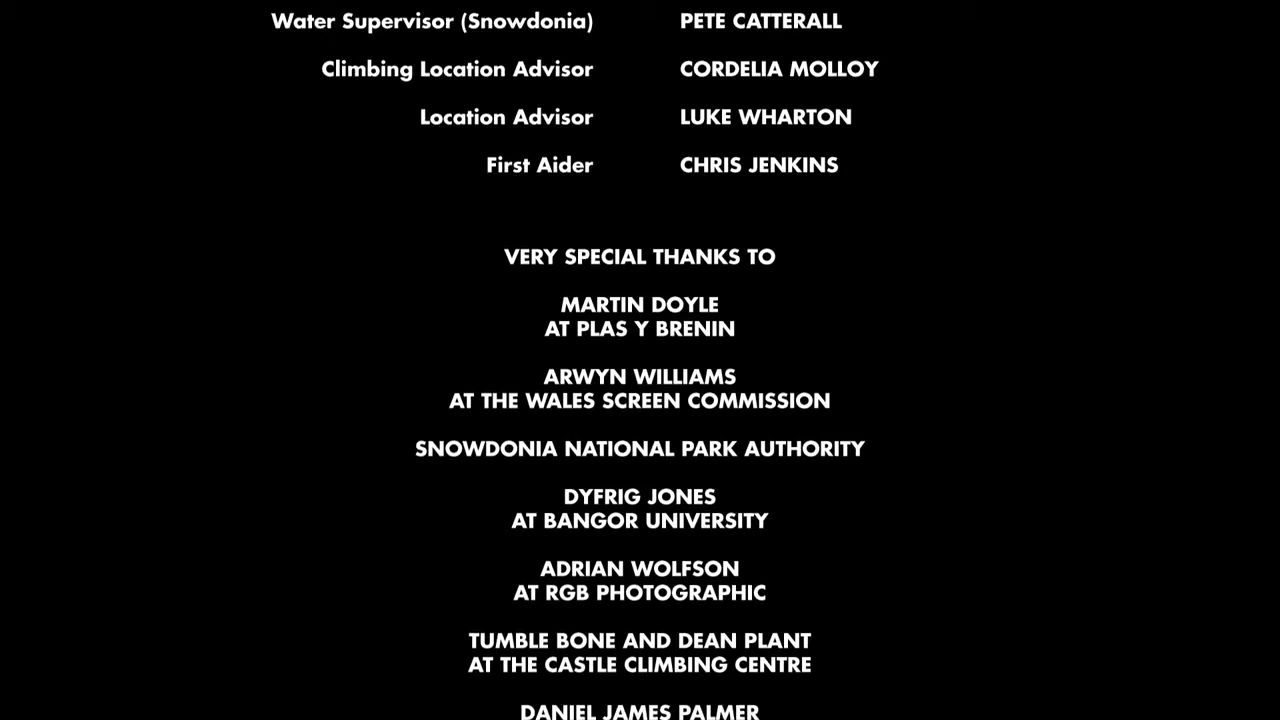 Water Supervisor (Snowdonia) PETE CATTERALL
Climbing Location Advisor CORDELIA MOLLOY
Location Advisor LUKE WHARTON
First Aider CHRIS JENKINS
VERY SPECIAL THANKS TO
MARTIN DOYLE
AT PLAS Y BRENIN
ARWYN WILLIAMS
AT THE WALES SCREEN COMMISSION
SNOWDONIA NATIONAL PARK AUTHORITY
DYFRIG JONES
AT BANGOR UNIVERSITY
ADRIAN WOLFSON
AT RGB PHOTOGRAPHIC
TUMBLE BONE AND DEAN PLANT
AT THE CASTLE CLIMBING CENTRE
DANIEL JAMES PALMER